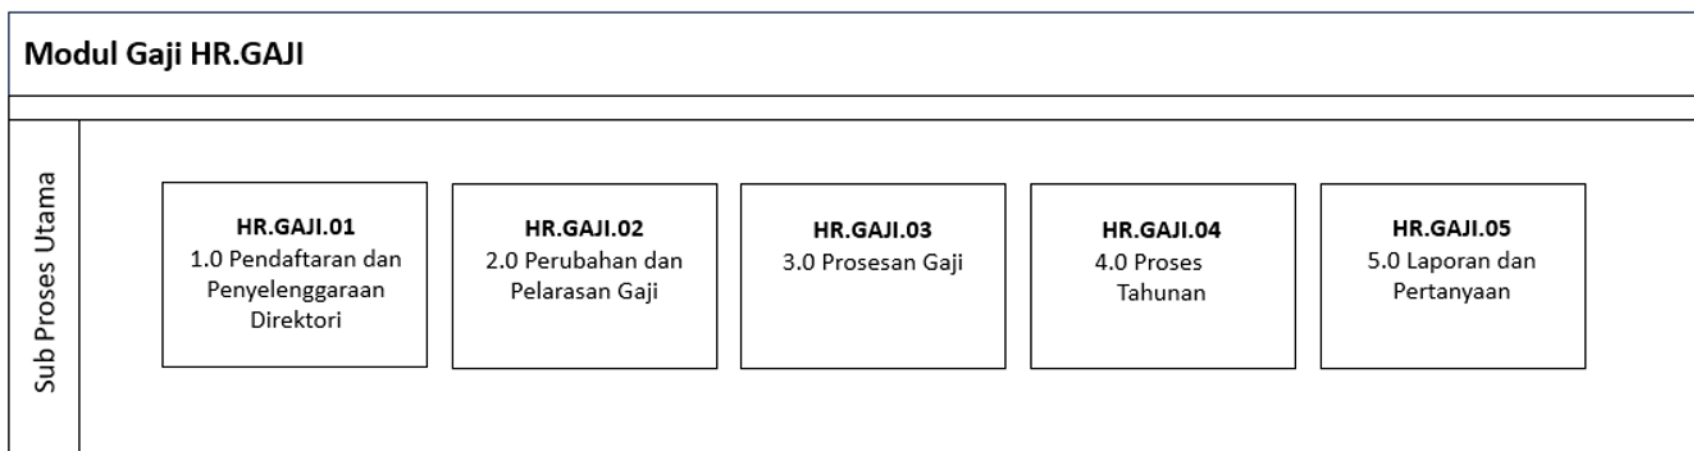 Modul Gaji HR.GAJI
Sub Proses Utama
HR.GAJI.01
1.0 Pendaftaran dan
Penyelenggaraan
Direktori
HR.GAJI.02
2.0 Perubahan dan
Pelarasan Gaji
HR.GAJI.03
3.0 Prosesan Gaji
HR.GAJI.04
4.0 Proses
Tahunan
HR.GAJI.05
5.0 Laporan dan
Pertanyaan